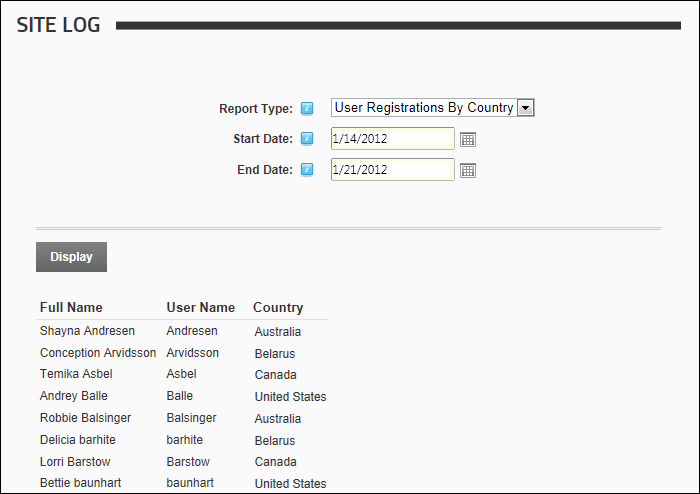 SITE LOG
Report Type: User Registrations By Country
Start Date: 1/14/2012
End Date: 1/21/2012
Display
Full Name User Name Country
Shayna Andresen Andresen Australia
Conception Arvidsson Arvidsson Belarus
Temika Asbel Asbel Canada
Andrey Balle Balle United States
Robbie Balsinger Balsinger Australia
Delicia barhite barhite Belarus
Lorri Barstow Barstow Canada
Bettie baunhart baunhart United States